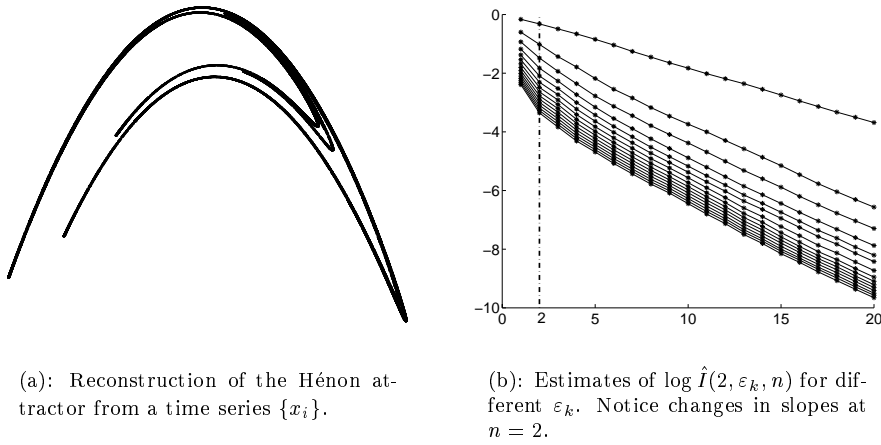 0
−2
−4
−6
−8
−10
0 2 5 10 15 20
(a): Reconstruction of the Hénon at-
tractor from a time series {x_i}.
(b): Estimates of log Î(2, ε_k, n) for dif-
ferent ε_k. Notice changes in slopes at
n = 2.